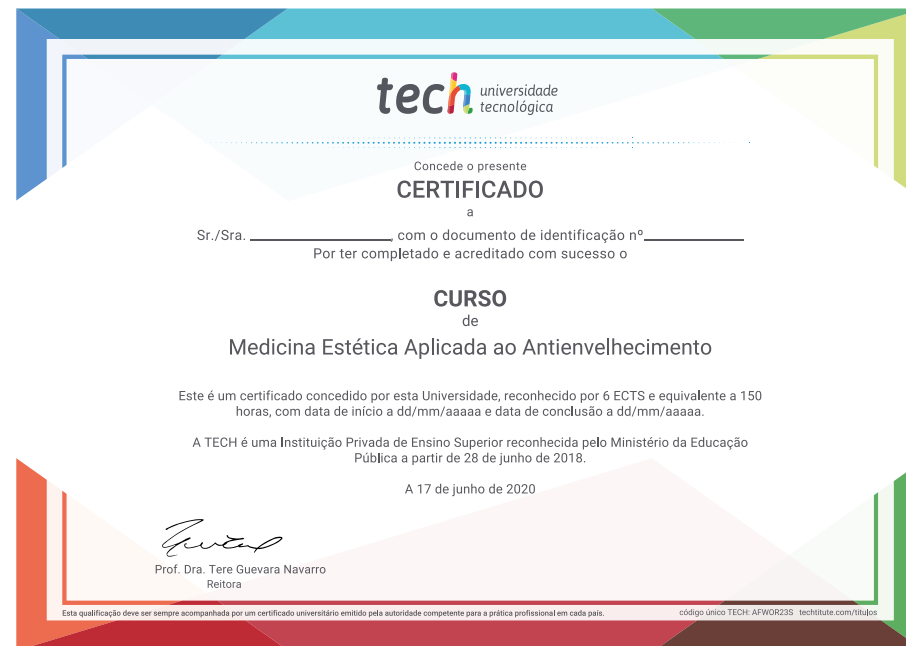 tech universidade
tecnológica
Concede o presente
CERTIFICADO
a
Sr./Sra. ____________________, com o documento de identificação nº______________
Por ter completado e acreditado com sucesso o
CURSO
de
Medicina Estética Aplicada ao Antienvelhecimento
Este é um certificado concedido por esta Universidade, reconhecido por 6 ECTS e equivalente a 150
horas, com data de início a dd/mm/aaaaa e data de conclusão a dd/mm/aaaaa.
A TECH é uma Instituição Privada de Ensino Superior reconhecida pelo Ministério da Educação
Pública a partir de 28 de junho de 2018.
A 17 de junho de 2020
Prof. Dra. Tere Guevara Navarro
Reitora
Esta qualificação deve ser sempre acompanhada por um certificado universitário emitido pela autoridade competente para a prática profissional em cada país.
código único TECH: AFWOR23S techtitute.com/titulos